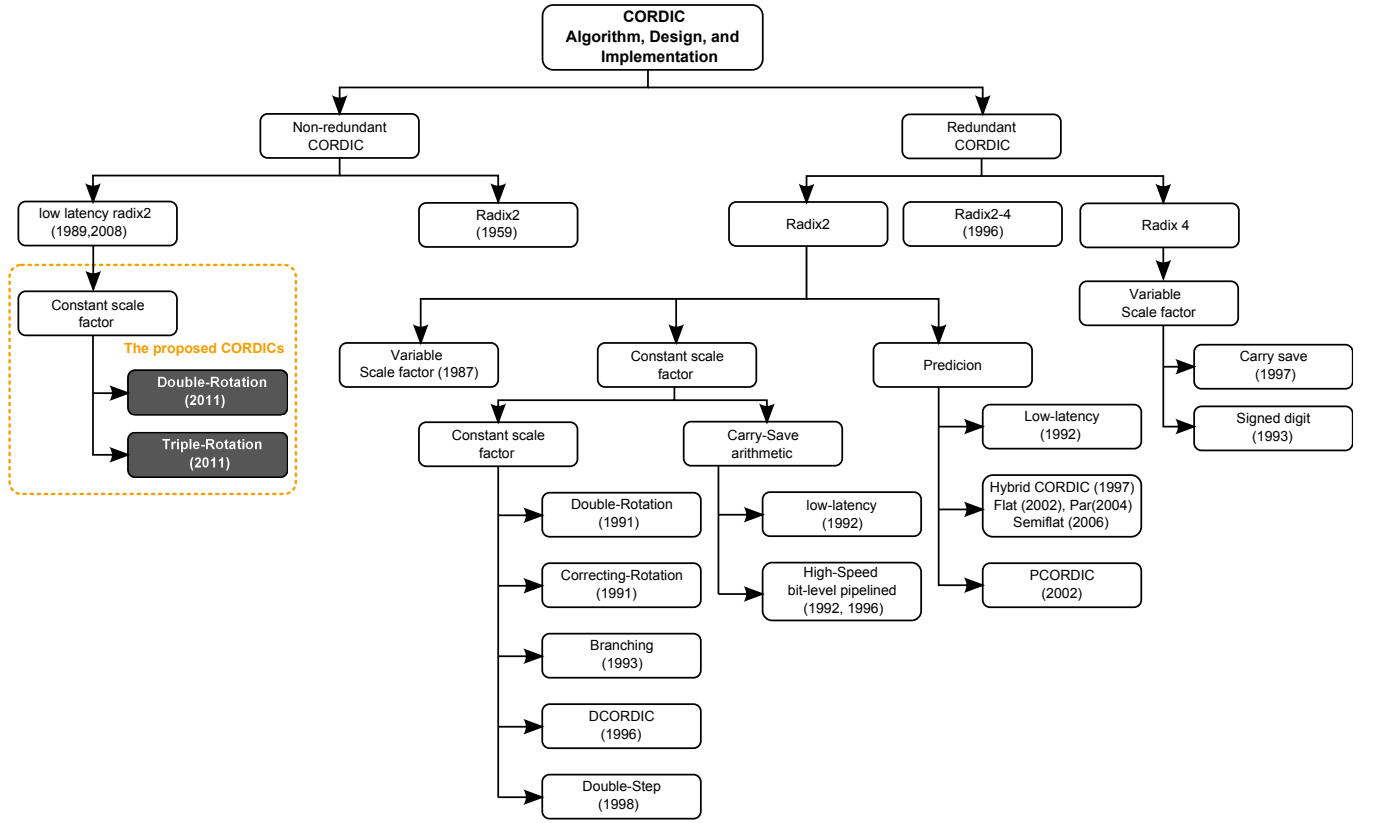 CORDIC
Algorithm, Design, and
Implementation
Non-redundant
CORDIC
Redundant
CORDIC
low latency radix2
(1989,2008)
Radix2
(1959)
Radix2
Radix2-4
(1996)
Radix 4
Constant scale
factor
Variable
Scale factor
The proposed CORDICs
Double-Rotation
(2011)
Triple-Rotation
(2011)
Variable
Scale factor (1987)
Constant scale
factor
Predicion
Carry save
(1997)
Signed digit
(1993)
Constant scale
factor
Carry-Save
arithmetic
Low-latency
(1992)
Hybrid CORDIC (1997)
Flat (2002), Par(2004)
Semiflat (2006)
PCORDIC
(2002)
Double-Rotation
(1991)
Correcting-Rotation
(1991)
Branching
(1993)
DCORDIC
(1996)
Double-Step
(1998)
low-latency
(1992)
High-Speed
bit-level pipelined
(1992, 1996)